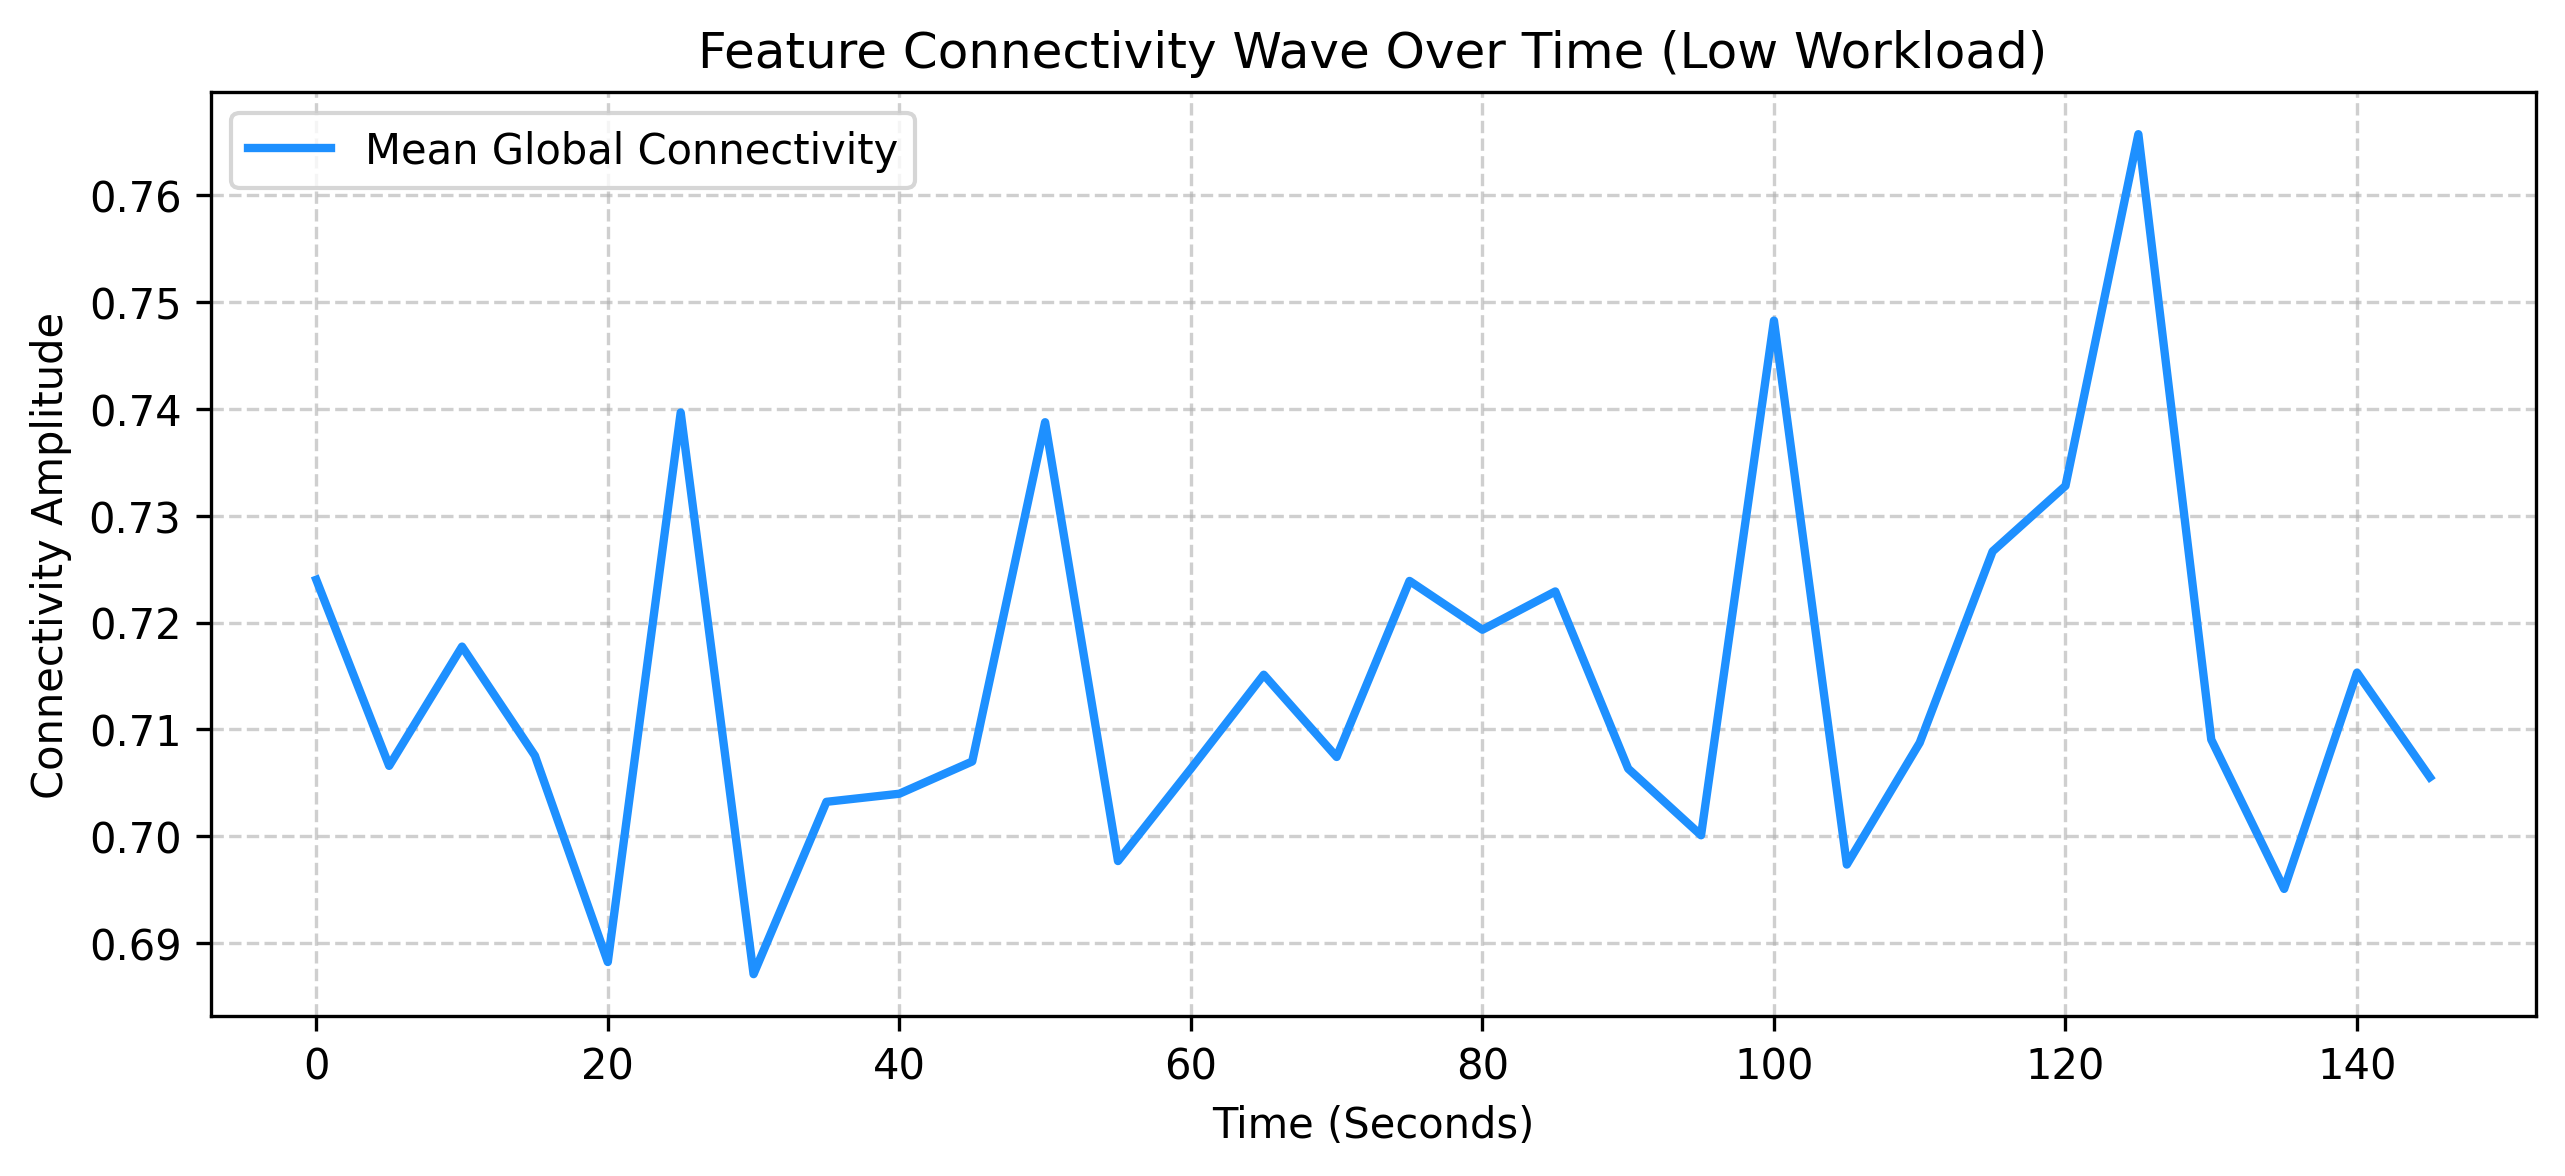 Feature Connectivity Wave Over Time (Low Workload)
Mean Global Connectivity
Connectivity Amplitude
0.76
0.75
0.74
0.73
0.72
0.71
0.70
0.69
0 20 40 60 80 100 120 140
Time (Seconds)